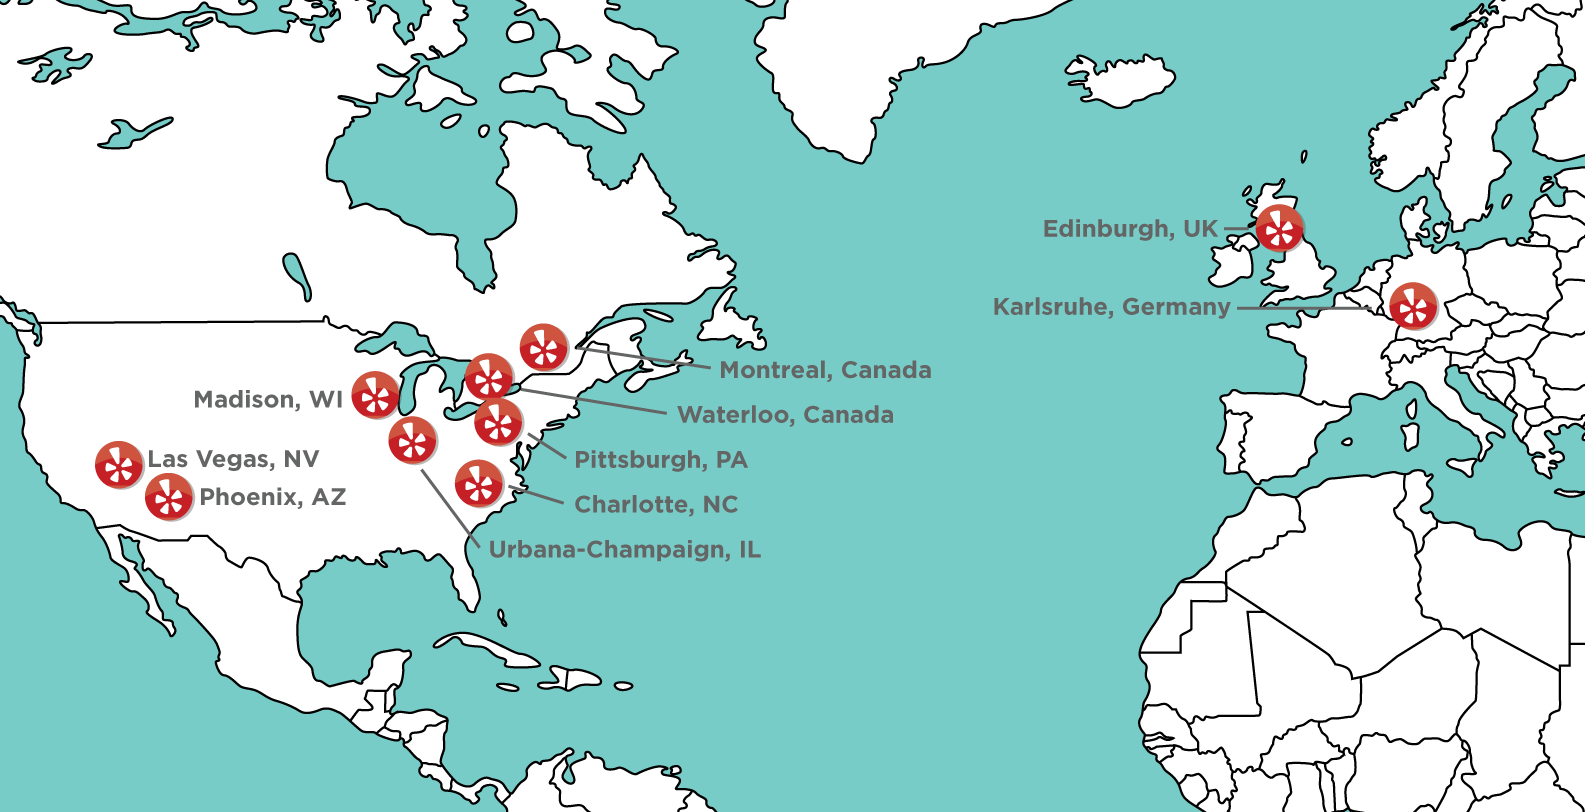 Edinburgh, UK
Karlsruhe, Germany
Montreal, Canada
Madison, WI
Waterloo, Canada
Las Vegas, NV
Pittsburgh, PA
Phoenix, AZ
Charlotte, NC
Urbana-Champaign, IL